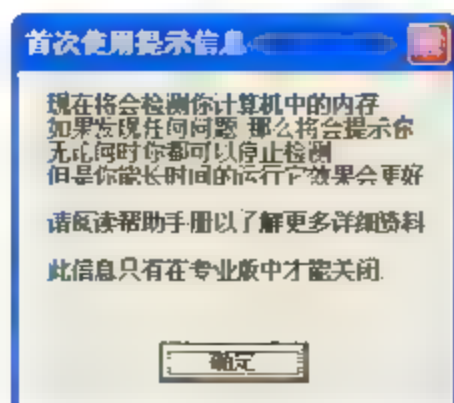 首次使用提示信息
现在将会检测你计算机中的内存
如果发现任何问题 那么将会提示你
无论何时你都可以停止检测
但是你能长时间的运行它效果会更好
请阅读帮助手册以了解更多详细资料
此信息只有在专业版中才能关闭.
确定